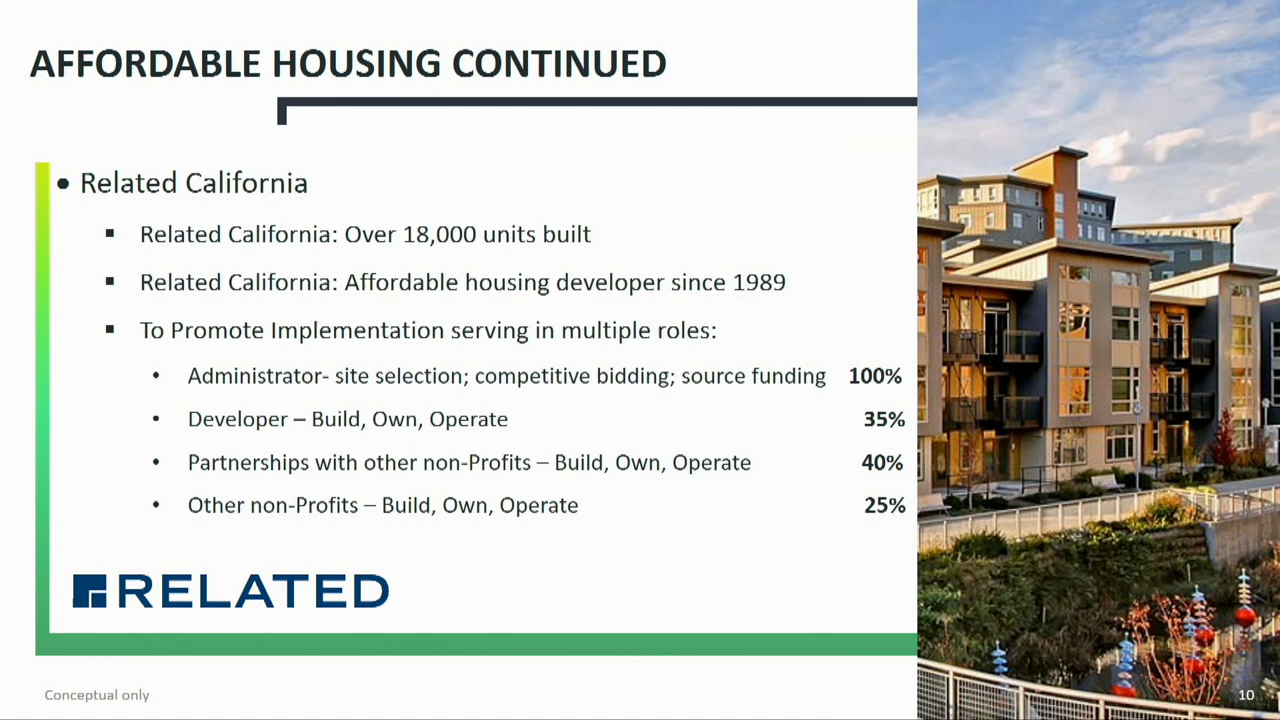 AFFORDABLE HOUSING CONTINUED
• Related California
▪ Related California: Over 18,000 units built
▪ Related California: Affordable housing developer since 1989
▪ To Promote Implementation serving in multiple roles:
• Administrator- site selection; competitive bidding; source funding 100%
• Developer – Build, Own, Operate 35%
• Partnerships with other non-Profits – Build, Own, Operate 40%
• Other non-Profits – Build, Own, Operate 25%
RELATED
Conceptual only
10